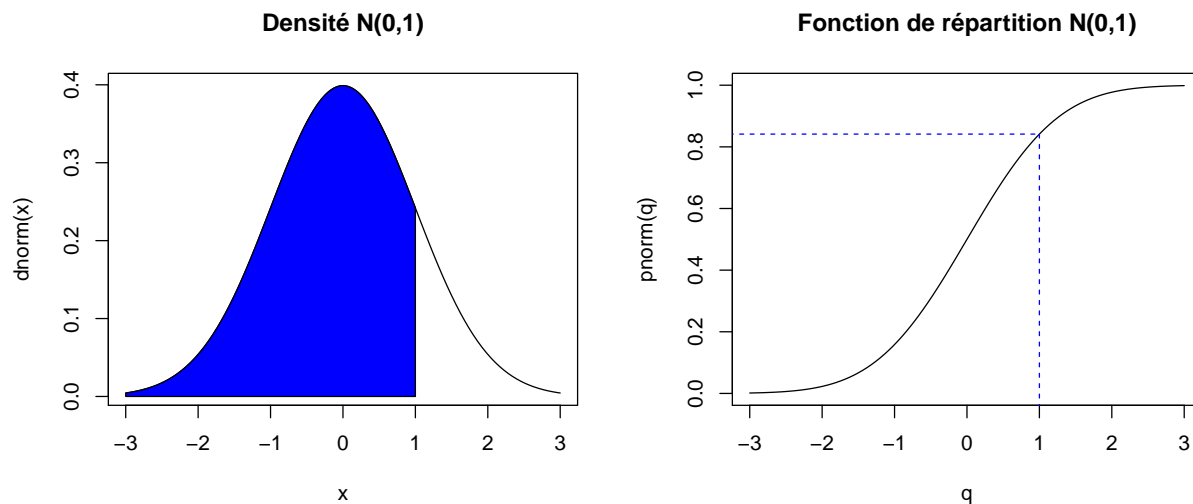 Densité N(0,1)
dnorm(x)
0.4
0.3
0.2
0.1
0.0
−3 −2 −1 0 1 2 3
x
Fonction de répartition N(0,1)
pnorm(q)
1.0
0.8
0.6
0.4
0.2
0.0
−3 −2 −1 0 1 2 3
q